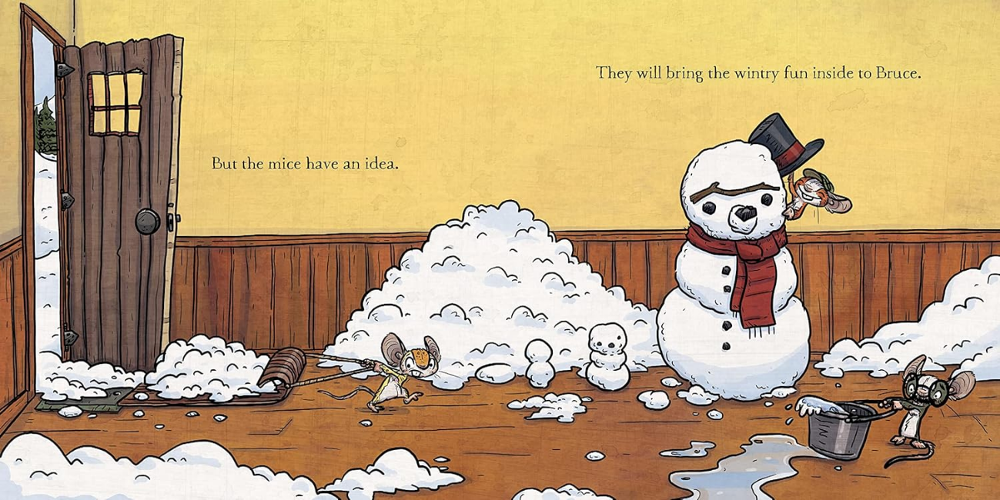 But the mice have an idea.
They will bring the wintry fun inside to Bruce.